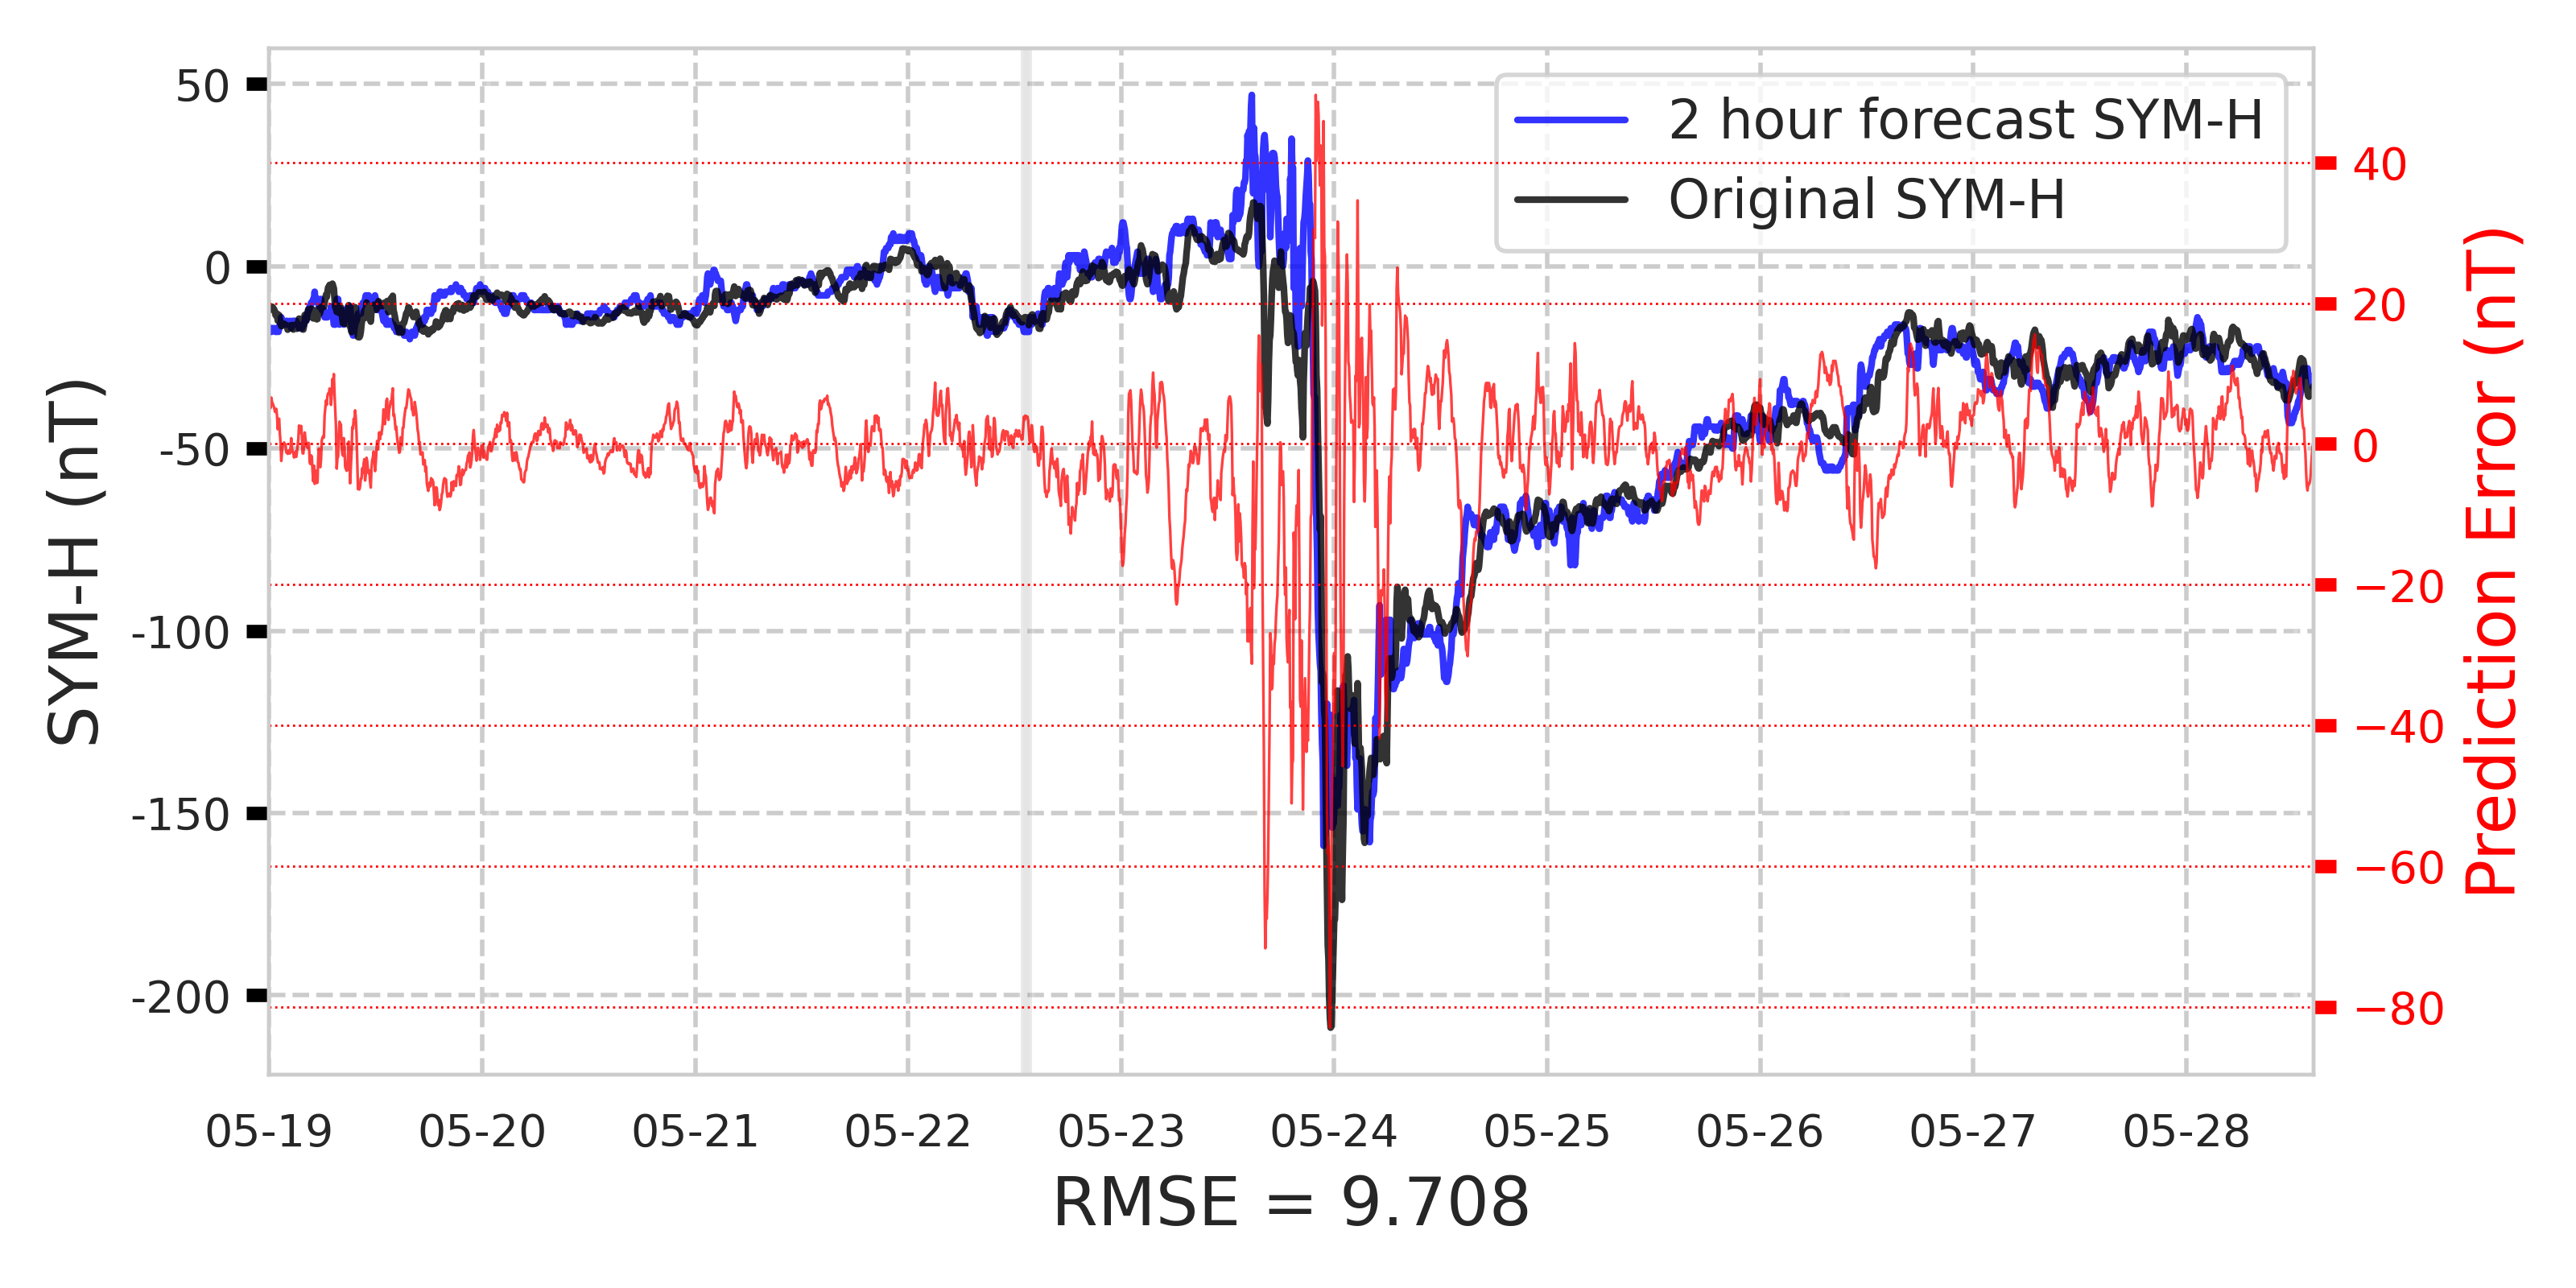 2 hour forecast SYM-H
Original SYM-H
SYM-H (nT)
50
0
-50
-100
-150
-200
40
20
0
−20
−40
−60
−80
Prediction Error (nT)
05-19 05-20 05-21 05-22 05-23 05-24 05-25 05-26 05-27 05-28
RMSE = 9.708